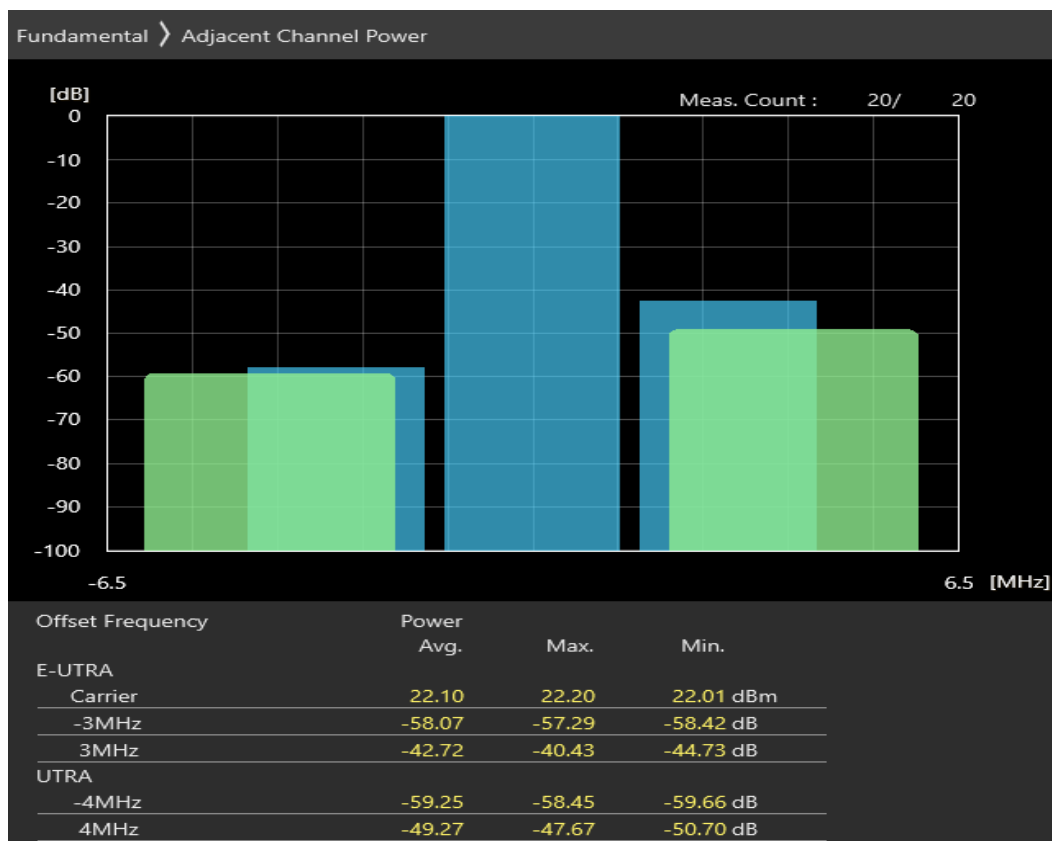 Fundamental 〉 Adjacent Channel Power
[dB]
Meas. Count : 20/ 20
0
-10
-20
-30
-40
-50
-60
-70
-80
-90
-100
-6.5 6.5 [MHz]
Offset Frequency Power
Avg. Max. Min.
E-UTRA
Carrier 22.10 22.20 22.01 dBm
-3MHz -58.07 -57.29 -58.42 dB
3MHz -42.72 -40.43 -44.73 dB
UTRA
-4MHz -59.25 -58.45 -59.66 dB
4MHz -49.27 -47.67 -50.70 dB